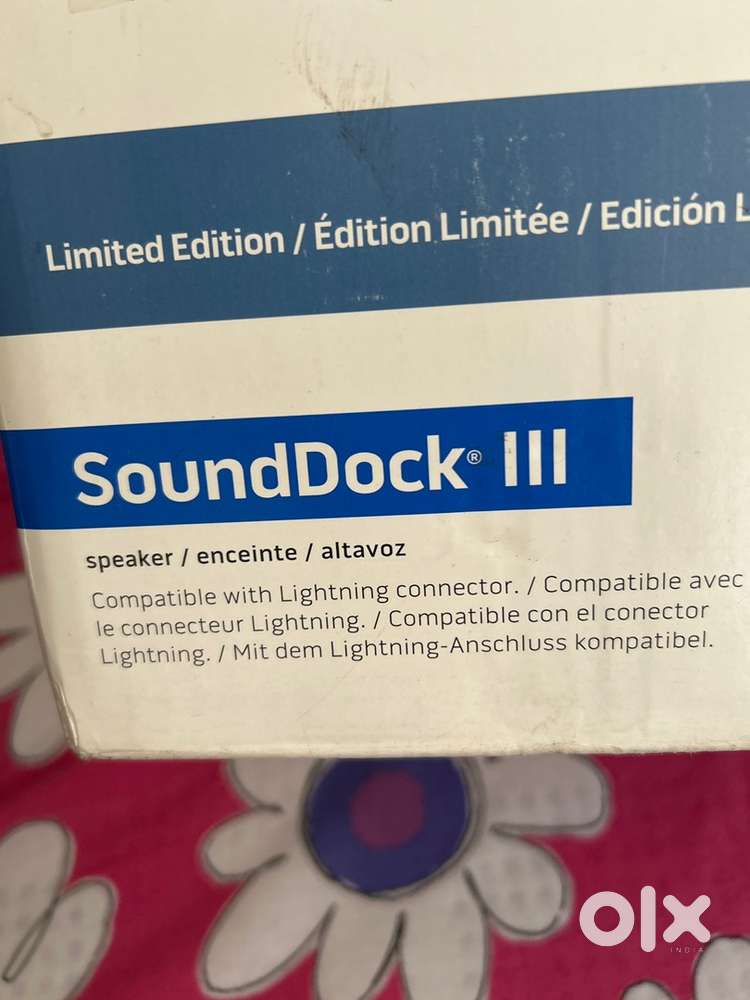 Limited Edition / Édition Limitée / Edición
SoundDock® III
speaker / enceinte / altavoz
Compatible with Lightning connector. / Compatible avec
le connecteur Lightning. / Compatible con el conector
Lightning. / Mit dem Lightning-Anschluss kompatibel.
olx
INDIA